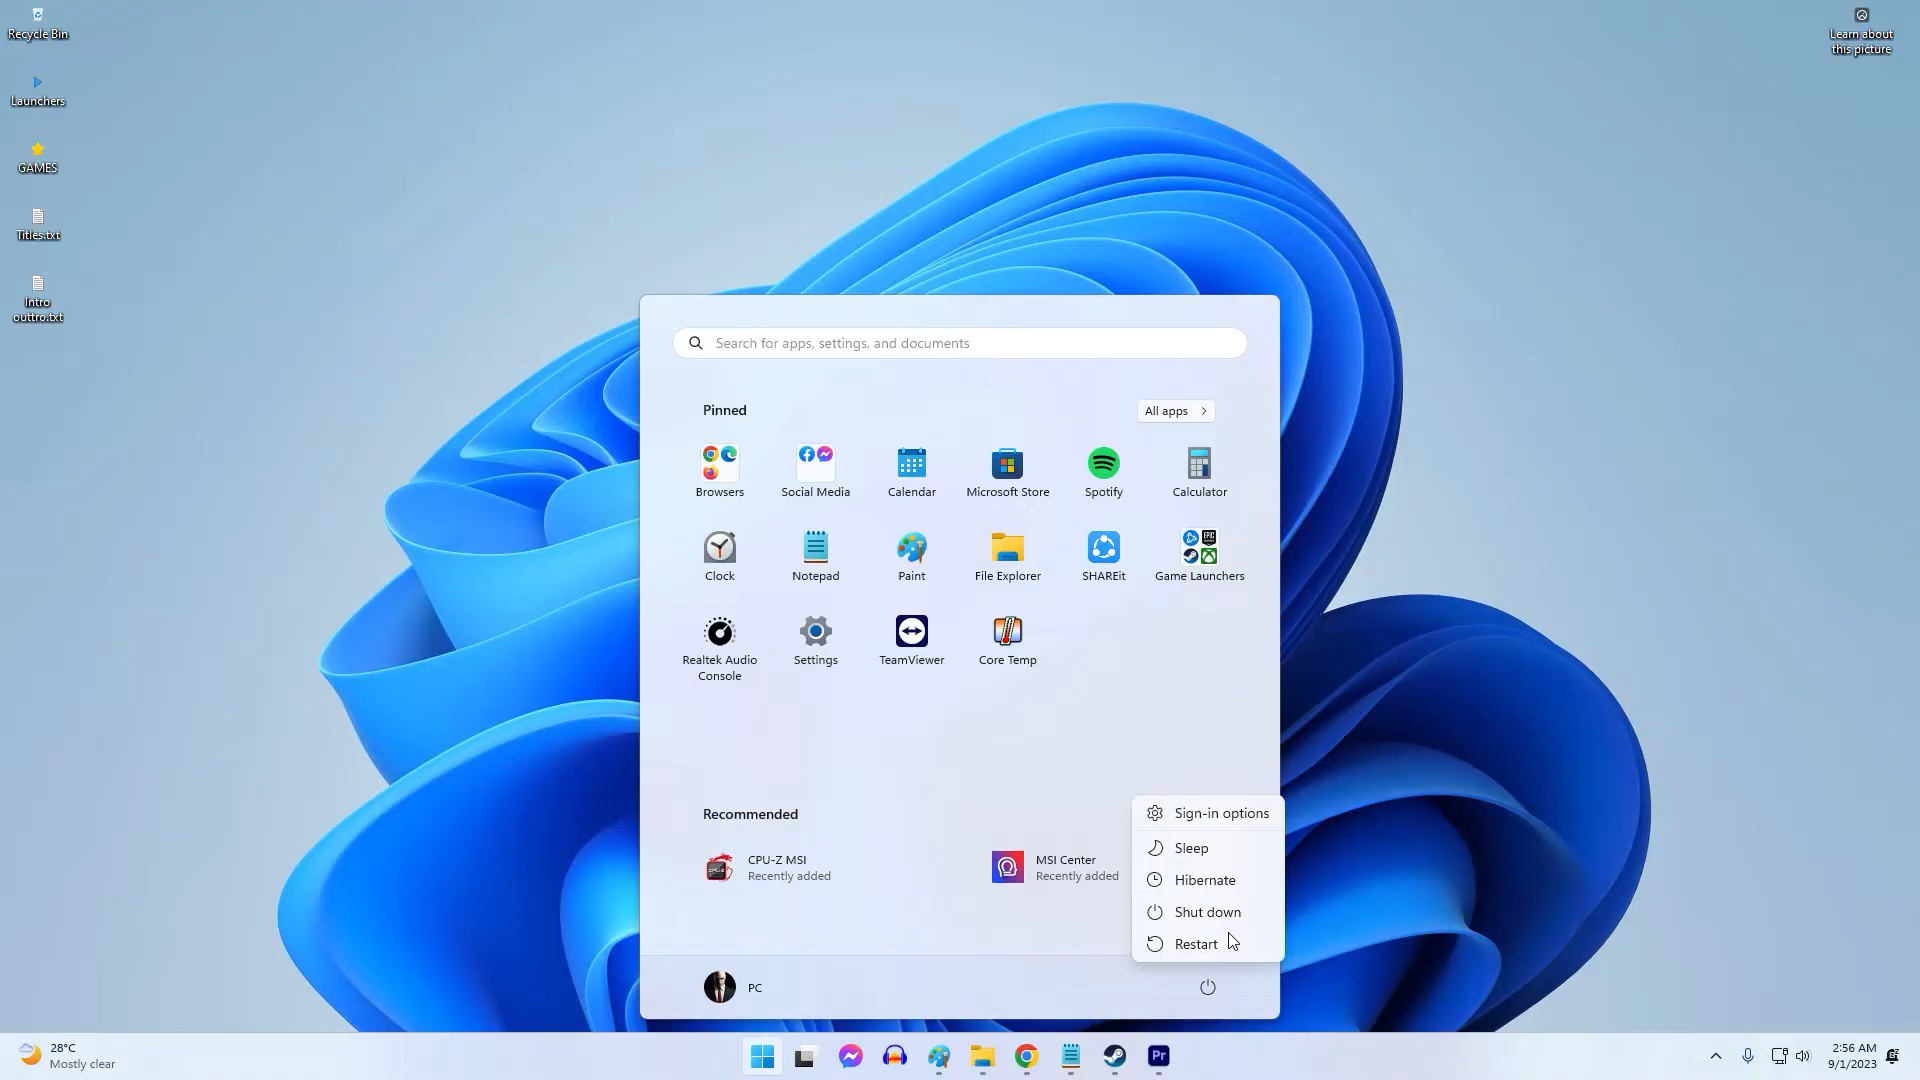 Recycle Bin
Launchers
GAMES
Titles.txt
Intro
outtro.txt
Learn about
this picture
Search for apps, settings, and documents
Pinned
All apps
Browsers
Social Media
Calendar
Microsoft Store
Spotify
Calculator
Clock
Notepad
Paint
File Explorer
SHAREit
Game Launchers
Realtek Audio
Console
Settings
TeamViewer
Core Temp
Recommended
CPU-Z MSI
Recently added
MSI Center
Recently added
Sign-in options
Sleep
Hibernate
Shut down
Restart
PC
28°C
Mostly clear
Pr
2:56 AM
9/1/2023